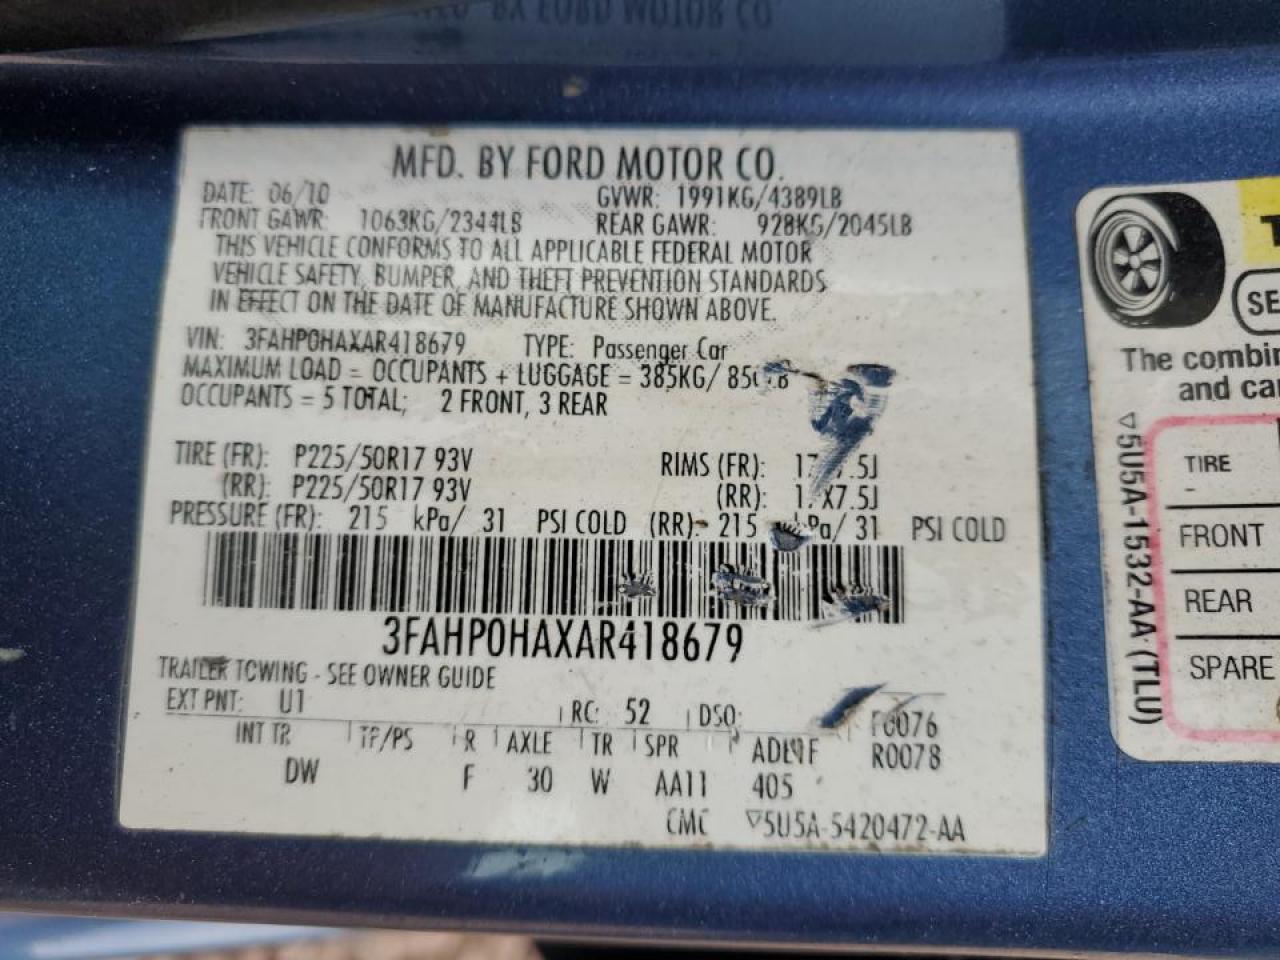 MFD. BY FORD MOTOR CO.
DATE: 06/10 GVWR: 1991KG/4389LB
FRONT GAWR: 1063KG/2344LB REAR GAWR: 928KG/2045LB
THIS VEHICLE CONFORMS TO ALL APPLICABLE FEDERAL MOTOR
VEHICLE SAFETY, BUMPER, AND THEFT PREVENTION STANDARDS
IN EFFECT ON THE DATE OF MANUFACTURE SHOWN ABOVE.
VIN: 3FAHP0HAXAR418679 TYPE: Passenger Car
MAXIMUM LOAD = OCCUPANTS + LUGGAGE = 385KG/
OCCUPANTS = 5 TOTAL; 2 FRONT, 3 REAR
TIRE (FR): P225/50R17 93V RIMS (FR):
(RR): P225/50R17 93V (RR):
PRESSURE (FR): 215 kPa/ 31 PSI COLD (RR): 215 kPa/ 31 PSI COLD
3FAHP0HAXAR418679
TRAILER TOWING - SEE OWNER GUIDE
EXT PNT: U1 RC: 52 DSO:
F0076
INT TR TP/PS R AXLE TR SPR
R0078
DW F 30 W AA11 405
CMC ▽5U5A-5420472-AA
SE
The combin
and ca
TIRE
FRONT
REAR
SPARE
▽5U5A-1532-AA (TLU)